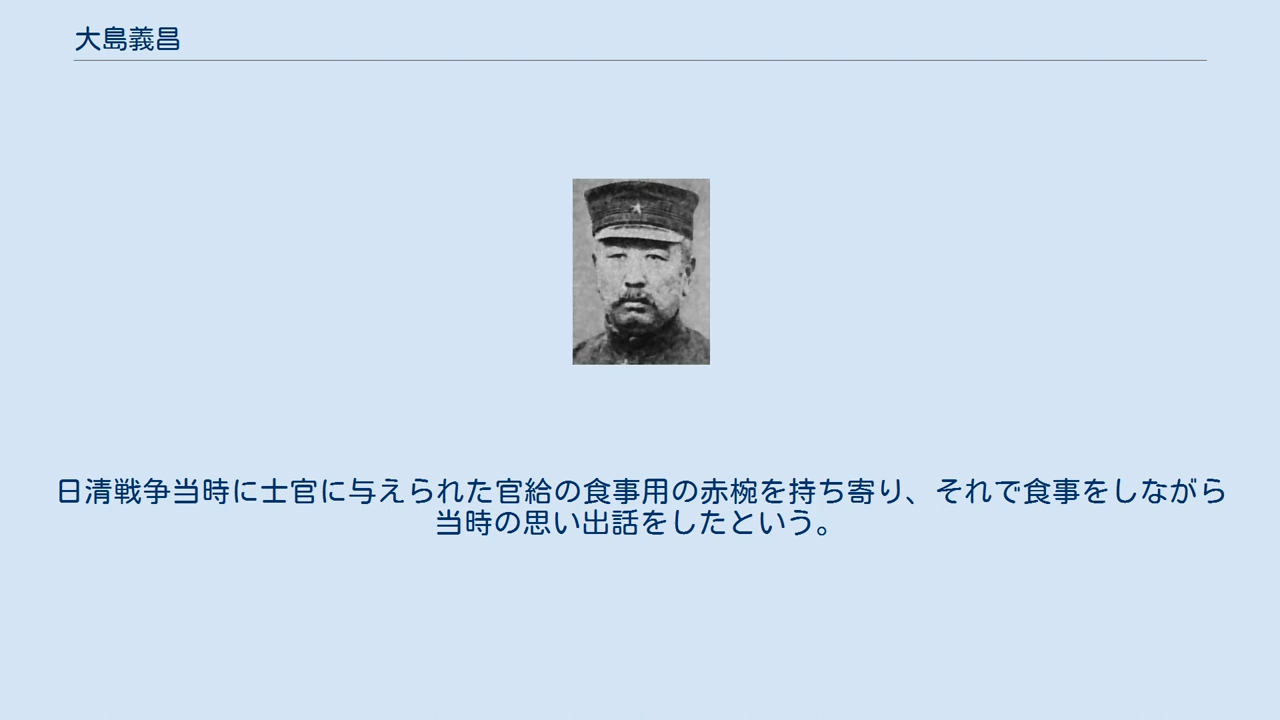 大島義昌
日清戦争当時に士官に与えられた官給の食事用の赤椀を持ち寄り、それで食事をしながら
当時の思い出話をしたという。